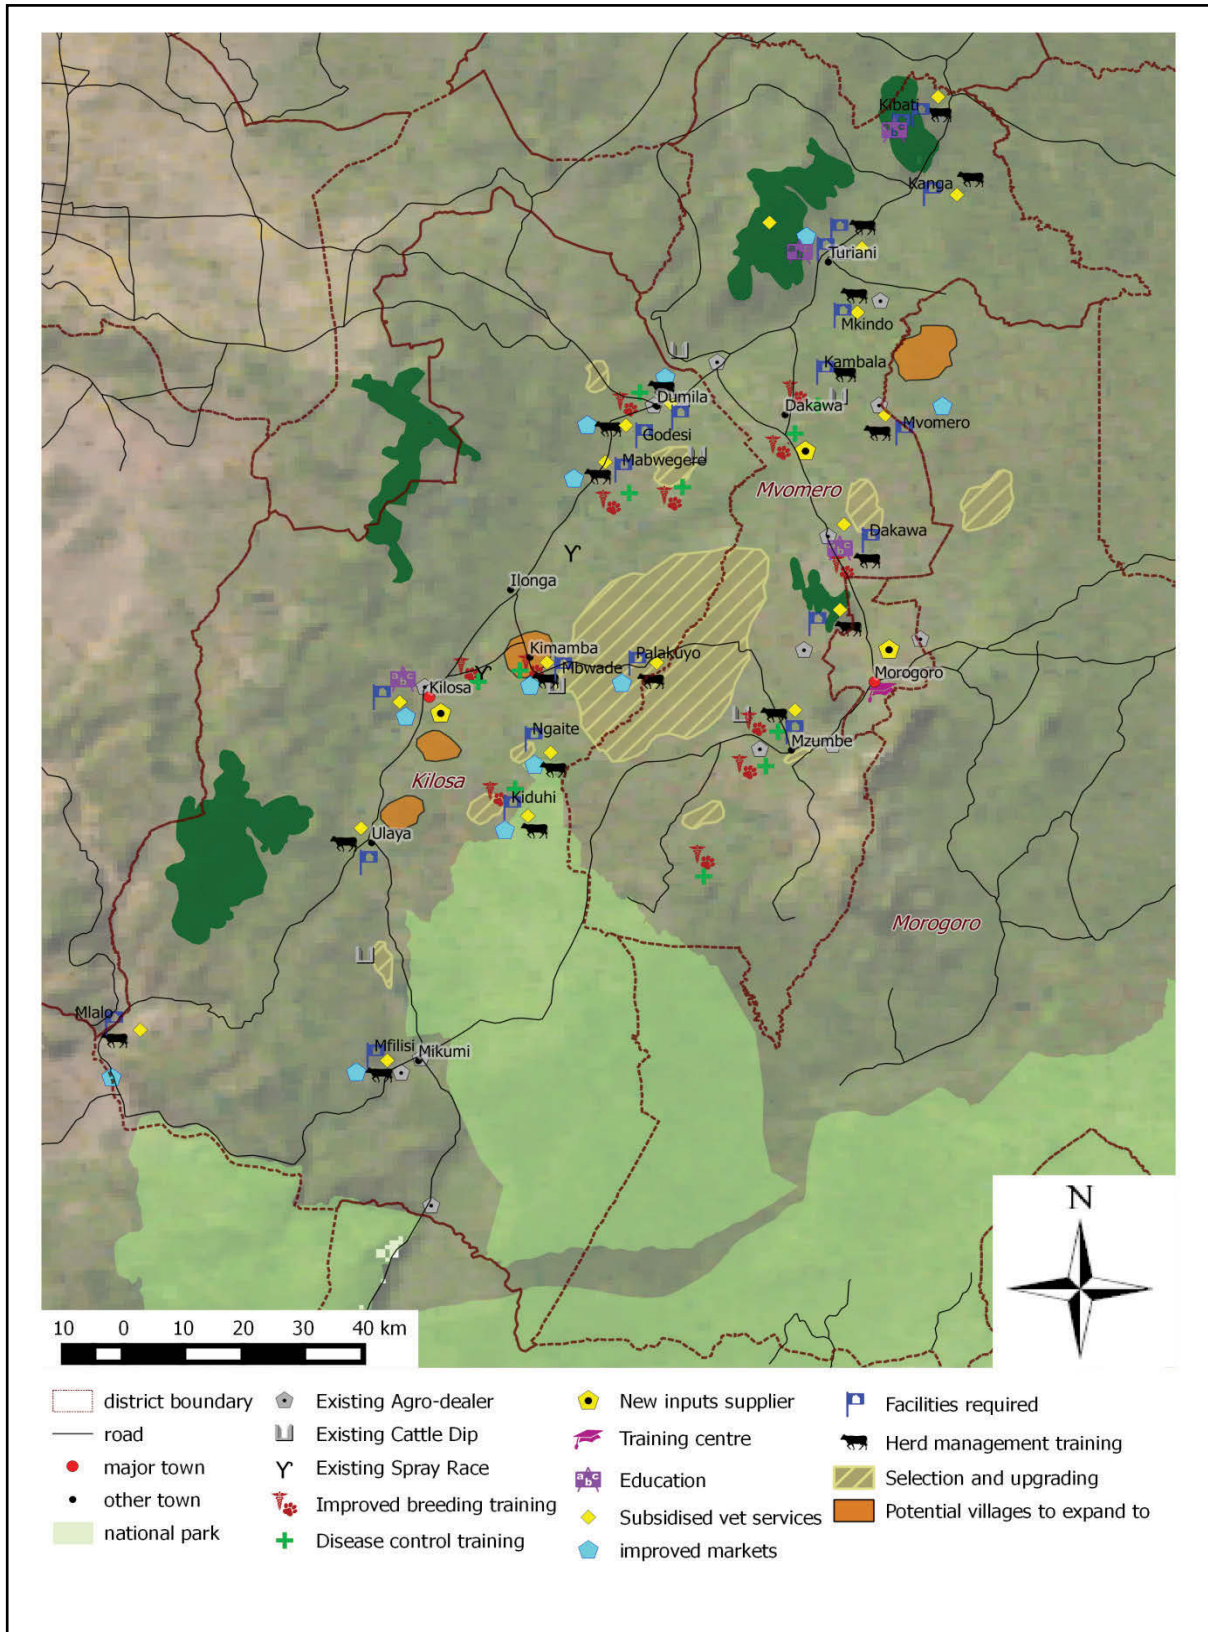 Kibati
Kanga
Turiani
Mkindo
Kambala
Dumila
Dakawa
Mvomero
Godesi
Mabwegere
Mvomero
Dakawa
Ilonga
Kimamba
Mbwade
Palakuyo
Kilosa
Morogoro
Ngaite
Mzumbe
Kilosa
Kiduhi
Ulaya
Morogoro
Mlalo
Mfilisi
Mikumi
N
10 0 10 20 30 40 km
district boundary
road
major town
other town
national park
Existing Agro-dealer
Existing Cattle Dip
Existing Spray Race
Improved breeding training
Disease control training
New inputs supplier
Training centre
Education
Subsidised vet services
improved markets
Facilities required
Herd management training
Selection and upgrading
Potential villages to expand to